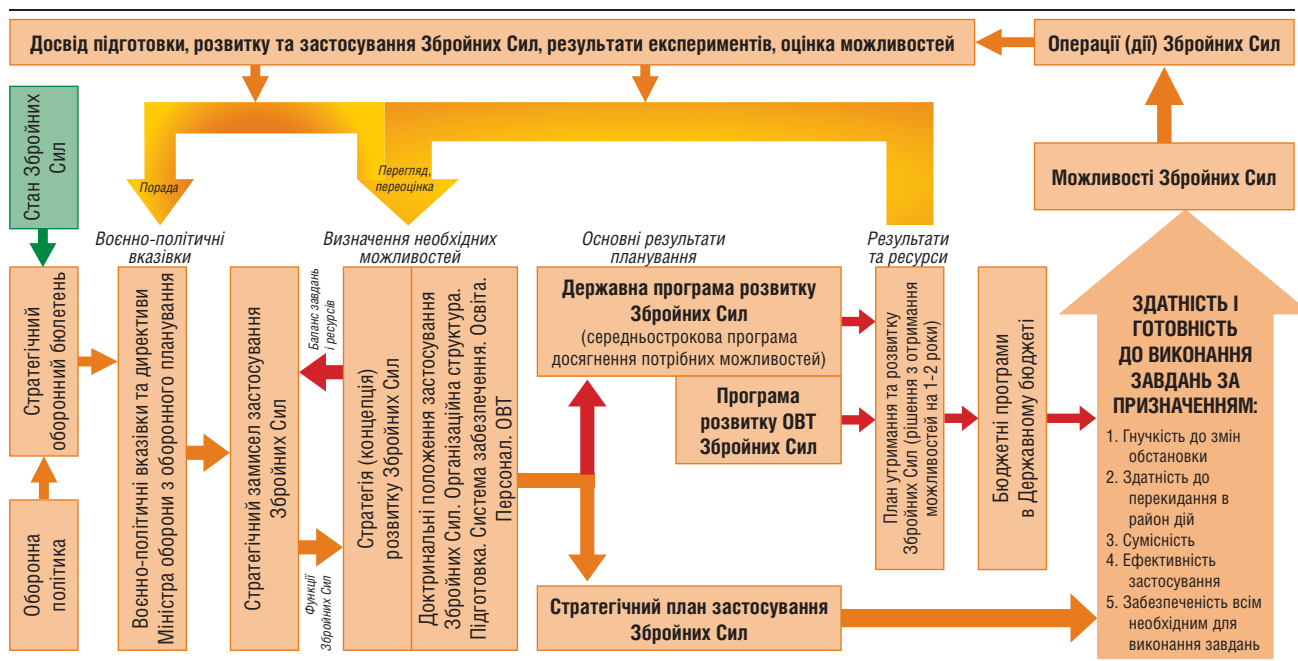 Досвід підготовки, розвитку та застосування Збройних Сил, результати експериментів, оцінка можливостей
Операції (дії) Збройних Сил
Стан Збройних
Сил
Порада
Перегляд,
переоцінка
Можливості Збройних Сил
Воєнно-політичні
вказівки
Визначення необхідних
можливостей
Основні результати
планування
Результати
та ресурси
Стратегічний
оборонний бюлетень
Оборонна
політика
Воєнно-політичні вказівки та директиви
Міністра оборони з оборонного планування
Стратегічний замисел застосування
Збройних Сил
Баланс завдань
і ресурсів
Функції
Збройних Сил
Стратегія (концепція)
розвитку Збройних Сил
Доктринальні положення застосування
Збройних Сил. Організаційна структура.
Підготовка. Система забезпечення. Освіта.
Персонал. ОВТ
Державна програма розвитку
Збройних Сил
(середньострокова програма
досягнення потрібних можливостей)
Програма
розвитку ОВТ
Збройних Сил
Стратегічний план застосування
Збройних Сил
План утримання та розвитку
Збройних Сил (рішення з отримання
можливостей на 1-2 роки)
Бюджетні програми
в Державному бюджеті
ЗДАТНІСТЬ І
ГОТОВНІСТЬ
ДО ВИКОНАННЯ
ЗАВДАНЬ ЗА
ПРИЗНАЧЕННЯМ:
1. Гнучкість до змін
обстановки
2. Здатність до
перекидання в
район дій
3. Сумісність
4. Ефективність
застосування
5. Забезпеченість всім
необхідним для
виконання завдань